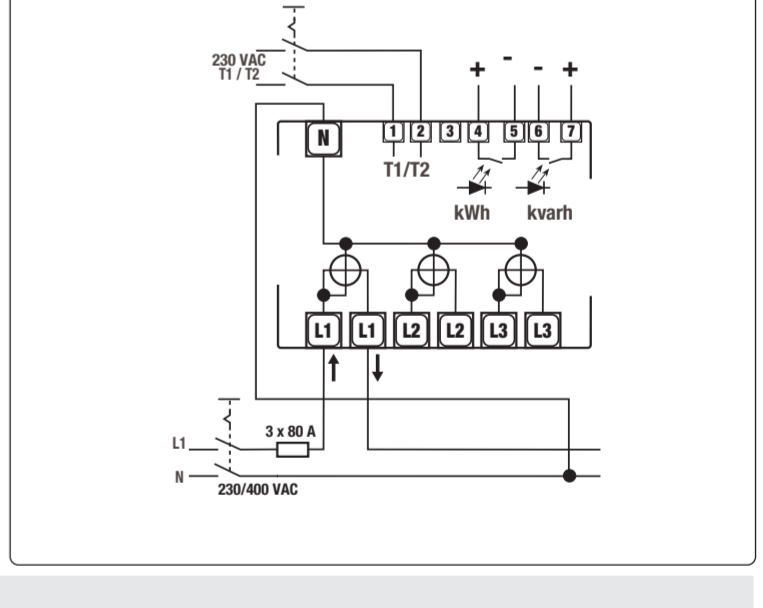 230 VAC
T1 / T2
+ - - +
N 1 2 3 4 5 6 7
T1/T2
kWh kvarh
L1 L1 L2 L2 L3 L3
3 x 80 A
L1
N
230/400 VAC